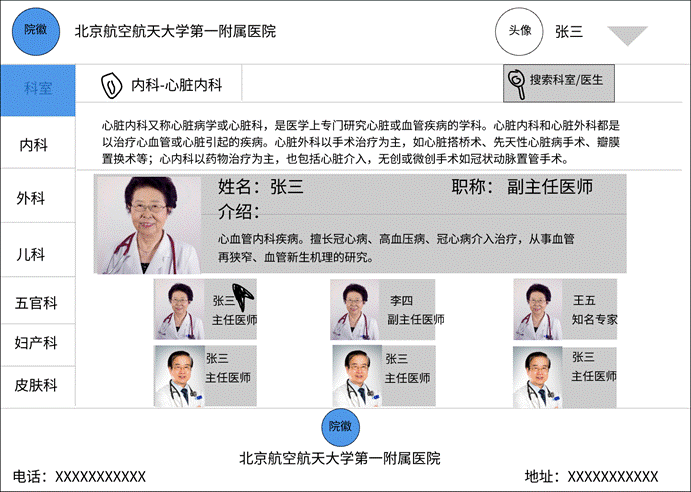 院徽
北京航空航天大学第一附属医院
头像
张三
科室
内科-心脏内科
搜索科室/医生
心脏内科又称心脏病学或心脏科，是医学上专门研究心脏或血管疾病的学科。心脏内科和心脏外科都是
以治疗心血管或心脏引起的疾病。心脏外科以手术治疗为主，如心脏搭桥术、先天性心脏病手术、瓣膜
置换术等；心内科以药物治疗为主，也包括心脏介入，无创或微创手术如冠状动脉置管手术。
内科
外科
儿科
五官科
妇产科
皮肤科
姓名：张三
职称： 副主任医师
介绍：
心血管内科疾病。擅长冠心病、高血压病、冠心病介入治疗，从事血管
再狭窄、血管新生机理的研究。
张三
主任医师
李四
副主任医师
王五
知名专家
张三
主任医师
张三
主任医师
张三
主任医师
院徽
北京航空航天大学第一附属医院
电话：XXXXXXXXXXX
地址：XXXXXXXXXXX